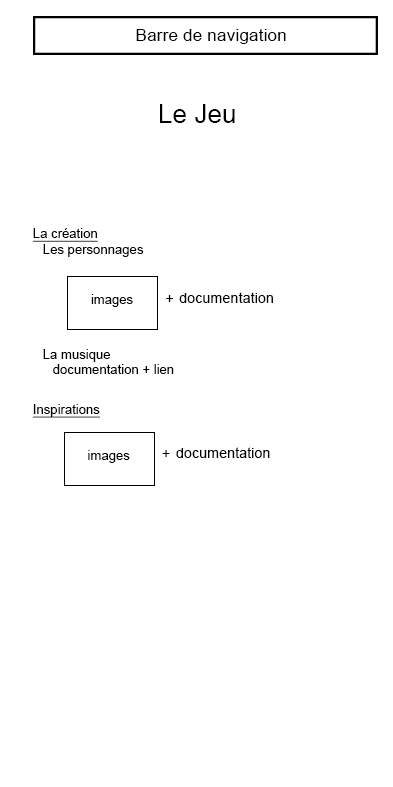 Barre de navigation
Le Jeu
La création
Les personnages
images + documentation
La musique
documentation + lien
Inspirations
images + documentation